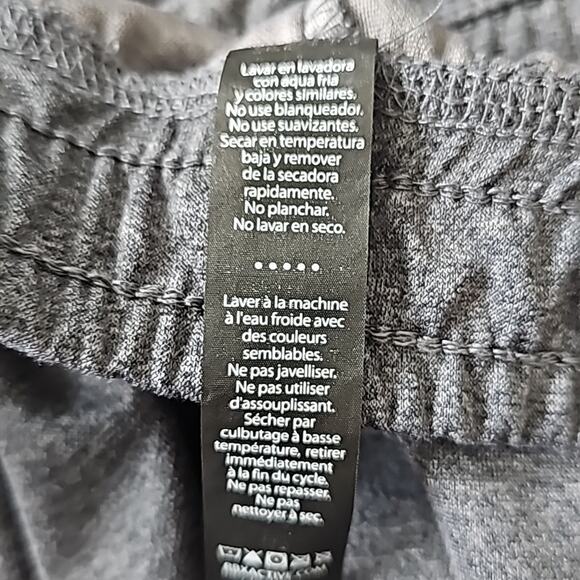 Lavar en lavadora
con agua fria
y colores similares.
No use blanqueador.
No use suavizantes.
Secar en temperatura
baja y remover
de la secadora
rapidamente.
No planchar.
No lavar en seco.
Laver à la machine
à l'eau froide avec
des couleurs
semblables.
Ne pas javelliser.
Ne pas utiliser
d'assouplissant.
Sécher par
culbutage à basse
température, retirer
immédiatement
à la fin du cycle.
Ne pas repasser.
Ne pas
nettoyer à sec.
RBXACTIVE.COM